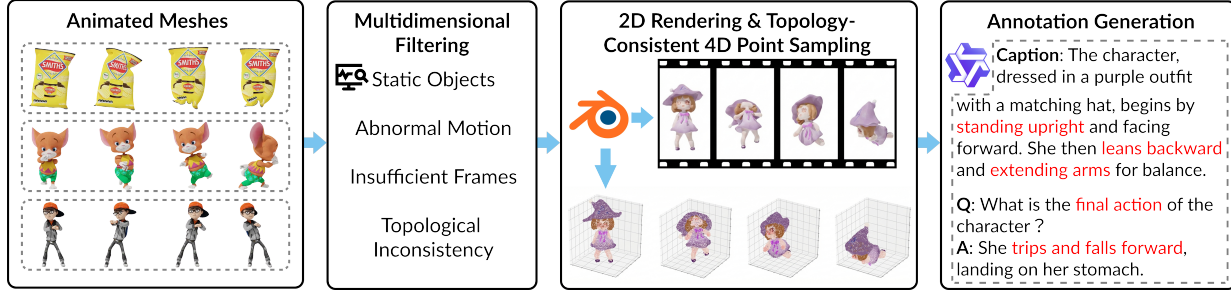 Animated Meshes
SMITHS
SMITHS
SMITHS
SMITHS
Multidimensional
Filtering
Static Objects
Abnormal Motion
Insufficient Frames
Topological
Inconsistency
2D Rendering & Topology-
Consistent 4D Point Sampling
Annotation Generation
Caption: The character,
dressed in a purple outfit
with a matching hat, begins by
standing upright and facing
forward. She then leans backward
and extending arms for balance.
Q: What is the final action of the
character ?
A: She trips and falls forward,
landing on her stomach.